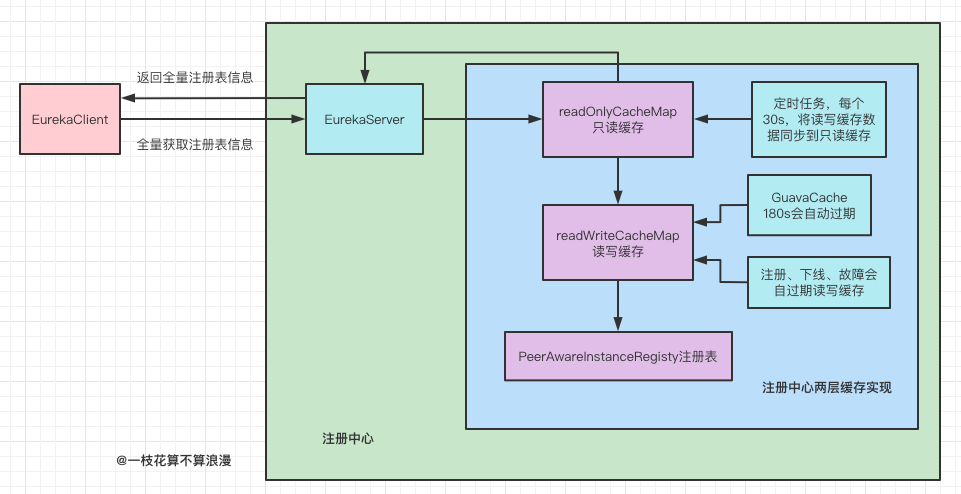 返回全量注册表信息
EurekaClient
全量获取注册表信息
EurekaServer
readOnlyCacheMap
只读缓存
定时任务，每个
30s，将读写缓存数
据同步到只读缓存
GuavaCache
180s会自动过期
readWriteCacheMap
读写缓存
注册、下线、故障会
自过期读写缓存
PeerAwareInstanceRegisty注册表
注册中心两层缓存实现
注册中心
@一枝花算不算浪漫